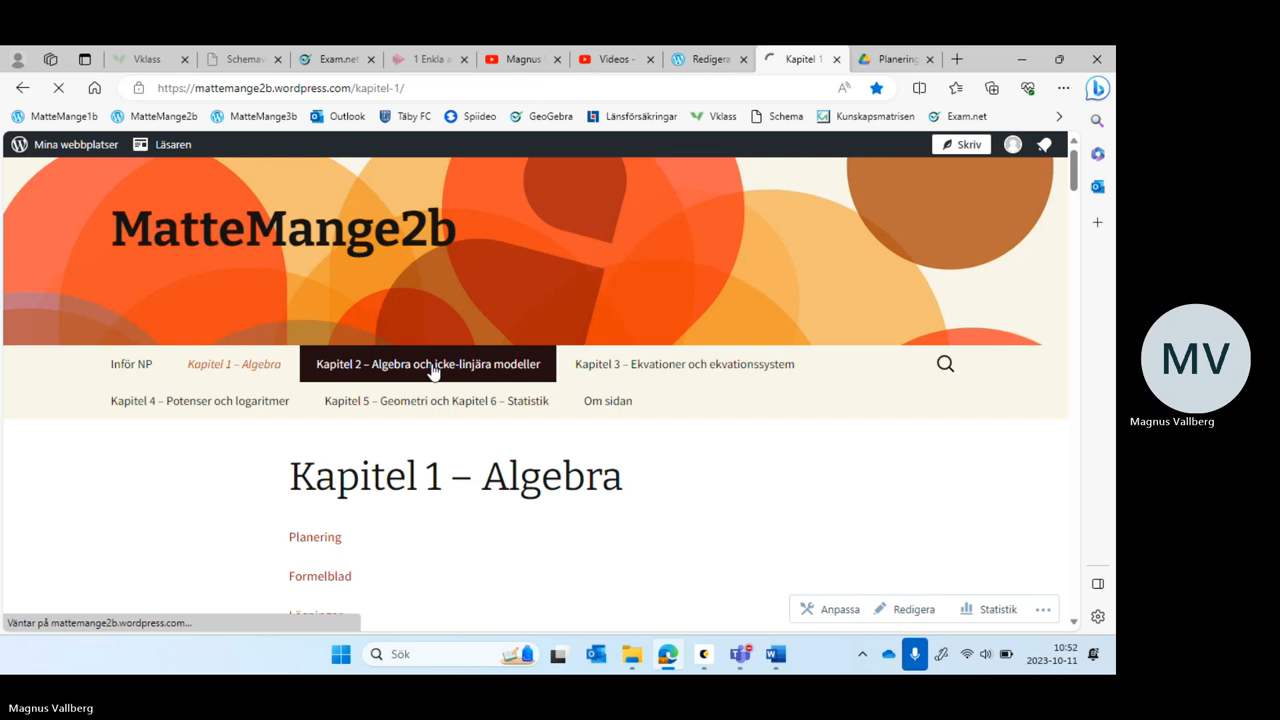 Vklass
Schemav
Exam.net
1 Enkla a
Magnus
Videos -
Redigera
Kapitel 1
Planering
https://mattemange2b.wordpress.com/kapitel-1/
MatteMange1b MatteMange2b MatteMange3b Outlook Täby FC Spiideo GeoGebra Länsförsäkringar Vklass Schema Kunskapsmatrisen Exam.net
Mina webbplatser Läsaren Skriv
MatteMange2b
Inför NP Kapitel 1 – Algebra Kapitel 2 – Algebra och icke-linjära modeller Kapitel 3 – Ekvationer och ekvationssystem
Kapitel 4 – Potenser och logaritmer Kapitel 5 – Geometri och Kapitel 6 – Statistik Om sidan
Kapitel 1 – Algebra
Planering
Formelblad
Anpassa Redigera Statistik
Väntar på mattemange2b.wordpress.com...
Sök
10:52
2023-10-11
MV
Magnus Vallberg
Magnus Vallberg